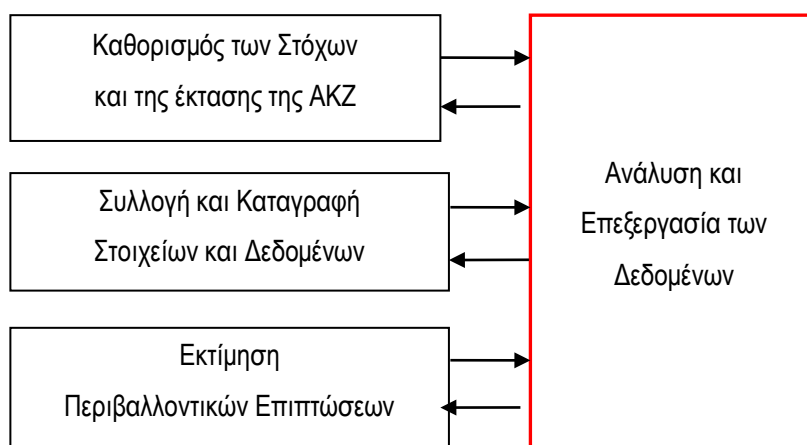 Καθορισμός των Στόχων
και της έκτασης της ΑΚΖ
Συλλογή και Καταγραφή
Στοιχείων και Δεδομένων
Εκτίμηση
Περιβαλλοντικών Επιπτώσεων
Ανάλυση και
Επεξεργασία των
Δεδομένων